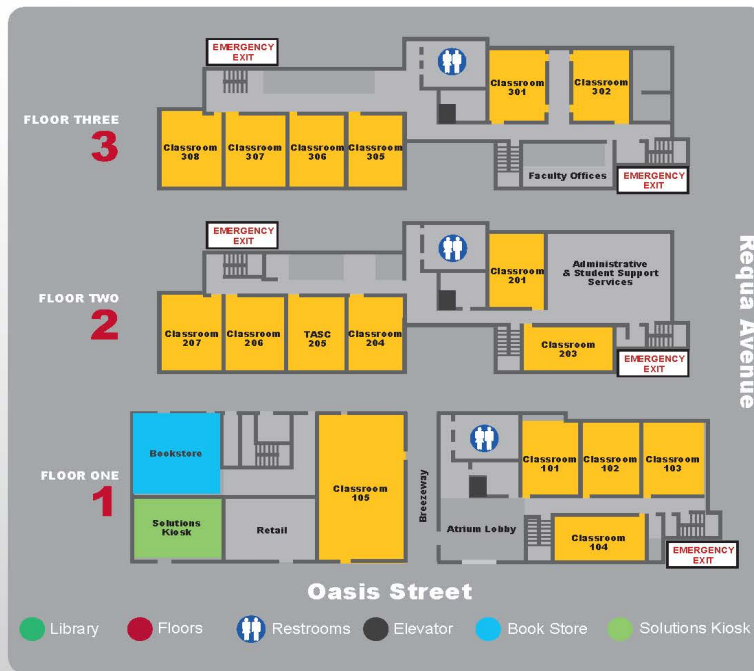 EMERGENCY
EXIT
FLOOR THREE
3
Classroom
301
Classroom
302
Classroom
308
Classroom
307
Classroom
306
Classroom
305
Faculty Offices
EMERGENCY
EXIT
EMERGENCY
EXIT
FLOOR TWO
2
Classroom
201
Administrative
& Student Support
Services
Classroom
207
Classroom
206
TASC
205
Classroom
204
Classroom
203
EMERGENCY
EXIT
Requa Avenue
FLOOR ONE
1
Bookstore
Solutions
Kiosk
Retail
Classroom
105
Breezeway
Classroom
101
Classroom
102
Classroom
103
Atrium Lobby
Classroom
104
EMERGENCY
EXIT
Oasis Street
Library
Floors
Restrooms
Elevator
Book Store
Solutions Kiosk